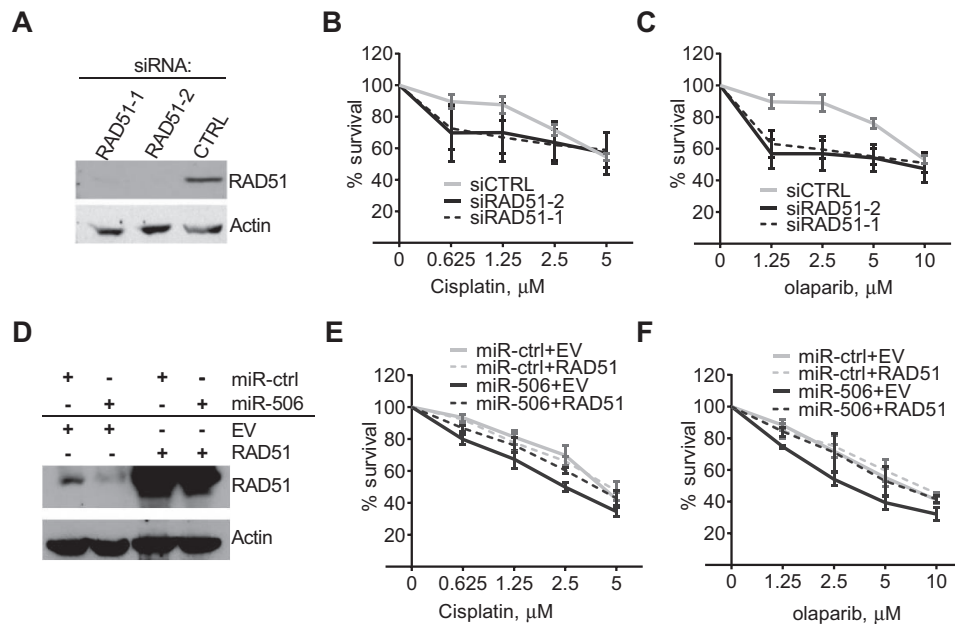 A
siRNA:
RAD51-1
RAD51-2
CTRL
RAD51
Actin
B
120
100
80
60
40
20
% survival
siCTRL
siRAD51-2
siRAD51-1
0 0.625 1.25 2.5 5
Cisplatin, μM
C
120
100
80
60
40
20
% survival
siCTRL
siRAD51-2
siRAD51-1
0 1.25 2.5 5 10
olaparib, μM
D
+ - + - miR-ctrl
- + - + miR-506
+ + - - EV
- - + + RAD51
RAD51
Actin
E
miR-ctrl+EV
miR-ctrl+RAD51
miR-506+EV
miR-506+RAD51
120
100
80
60
40
20
% survival
0 0.625 1.25 2.5 5
Cisplatin, μM
F
miR-ctrl+EV
miR-ctrl+RAD51
miR-506+EV
miR-506+RAD51
120
100
80
60
40
20
% survival
0 1.25 2.5 5 10
olaparib, μM